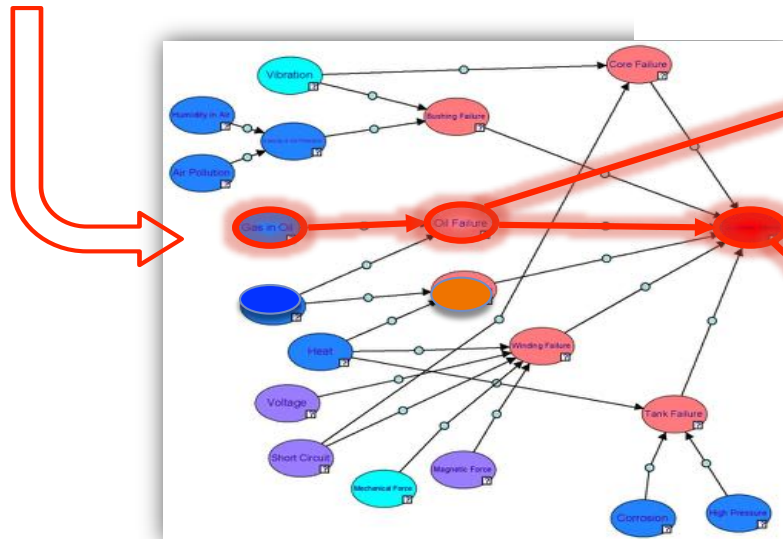 Core Failure
Vibration
Humidity in Air
Bushing Failure
Air Pollution
Gas in Oil
Oil Failure
Heat
Winding Failure
Voltage
Tank Failure
Short Circuit
Magnetic Force
Mechanical Force
Corrosion
High Pressure